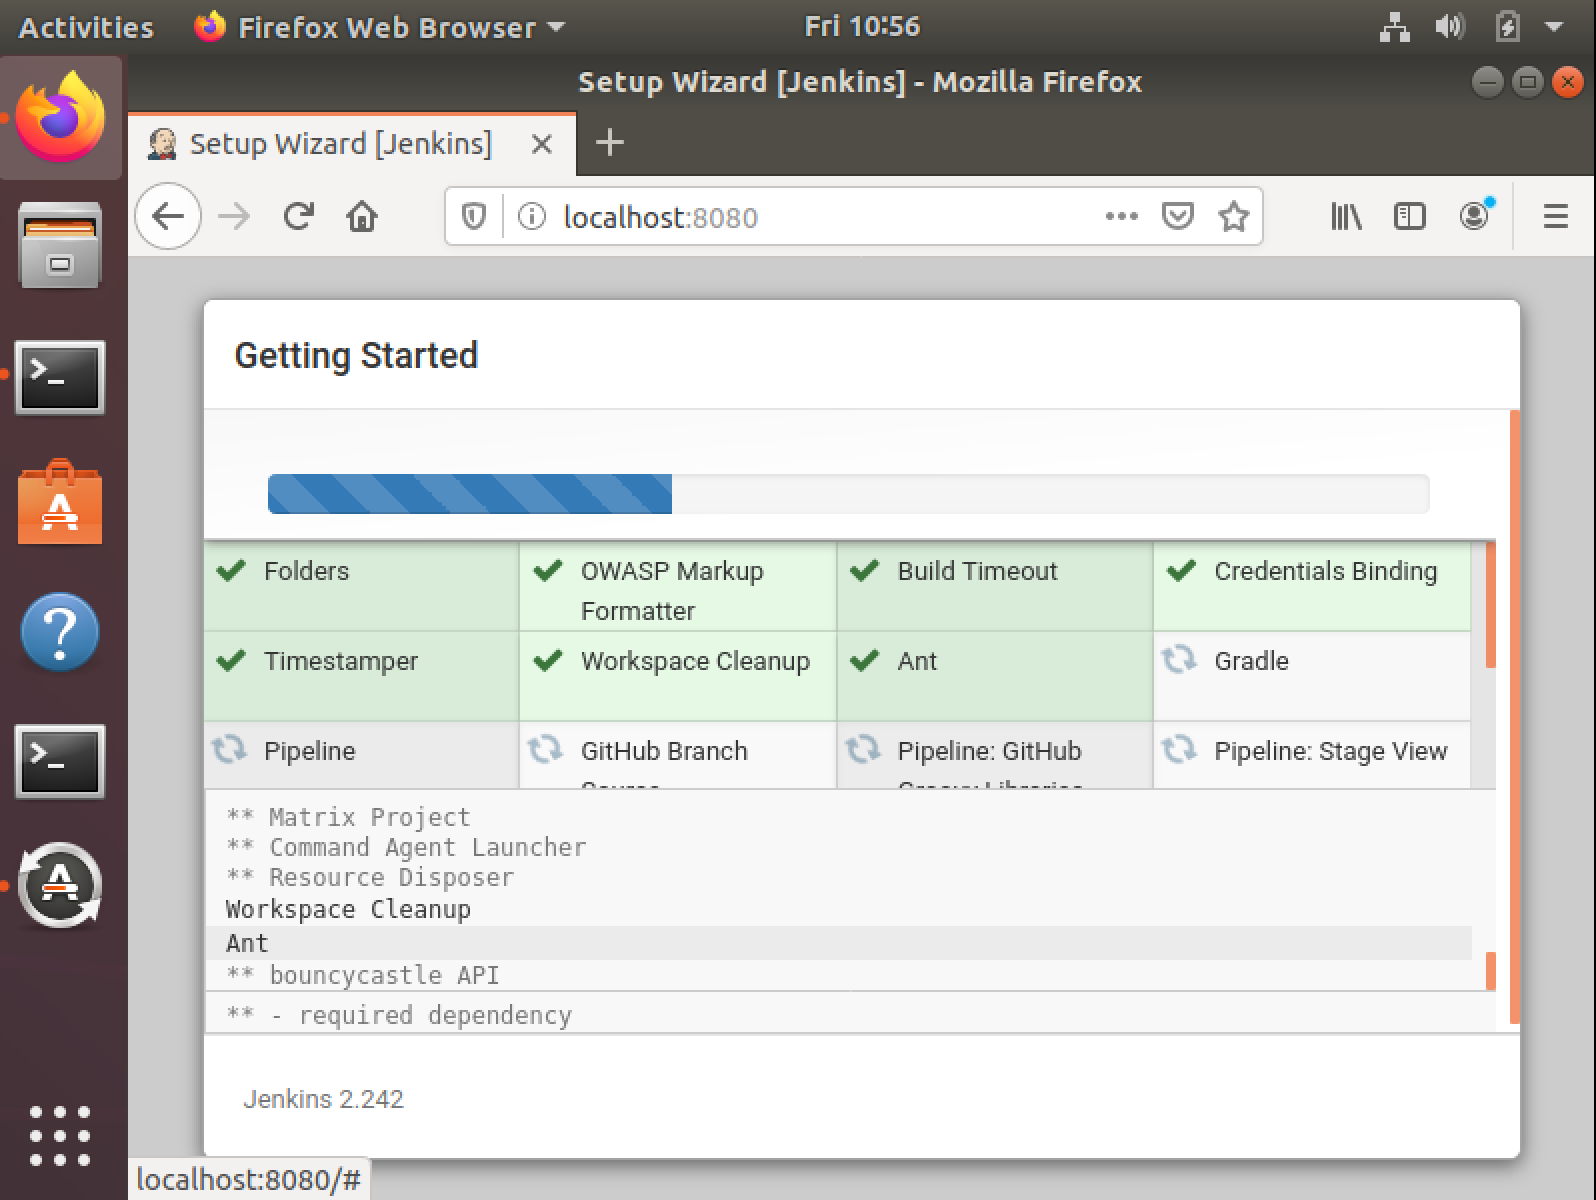 Activities
Firefox Web Browser
Fri 10:56
Setup Wizard [Jenkins] - Mozilla Firefox
Setup Wizard [Jenkins]
localhost:8080
Getting Started
Folders
OWASP Markup
Formatter
Build Timeout
Credentials Binding
Timestamper
Workspace Cleanup
Ant
Gradle
Pipeline
GitHub Branch
Source
Pipeline: GitHub
Groovy Libraries
Pipeline: Stage View
** Matrix Project
** Command Agent Launcher
** Resource Disposer
Workspace Cleanup
Ant
** bouncycastle API
** - required dependency
Jenkins 2.242
localhost:8080/#